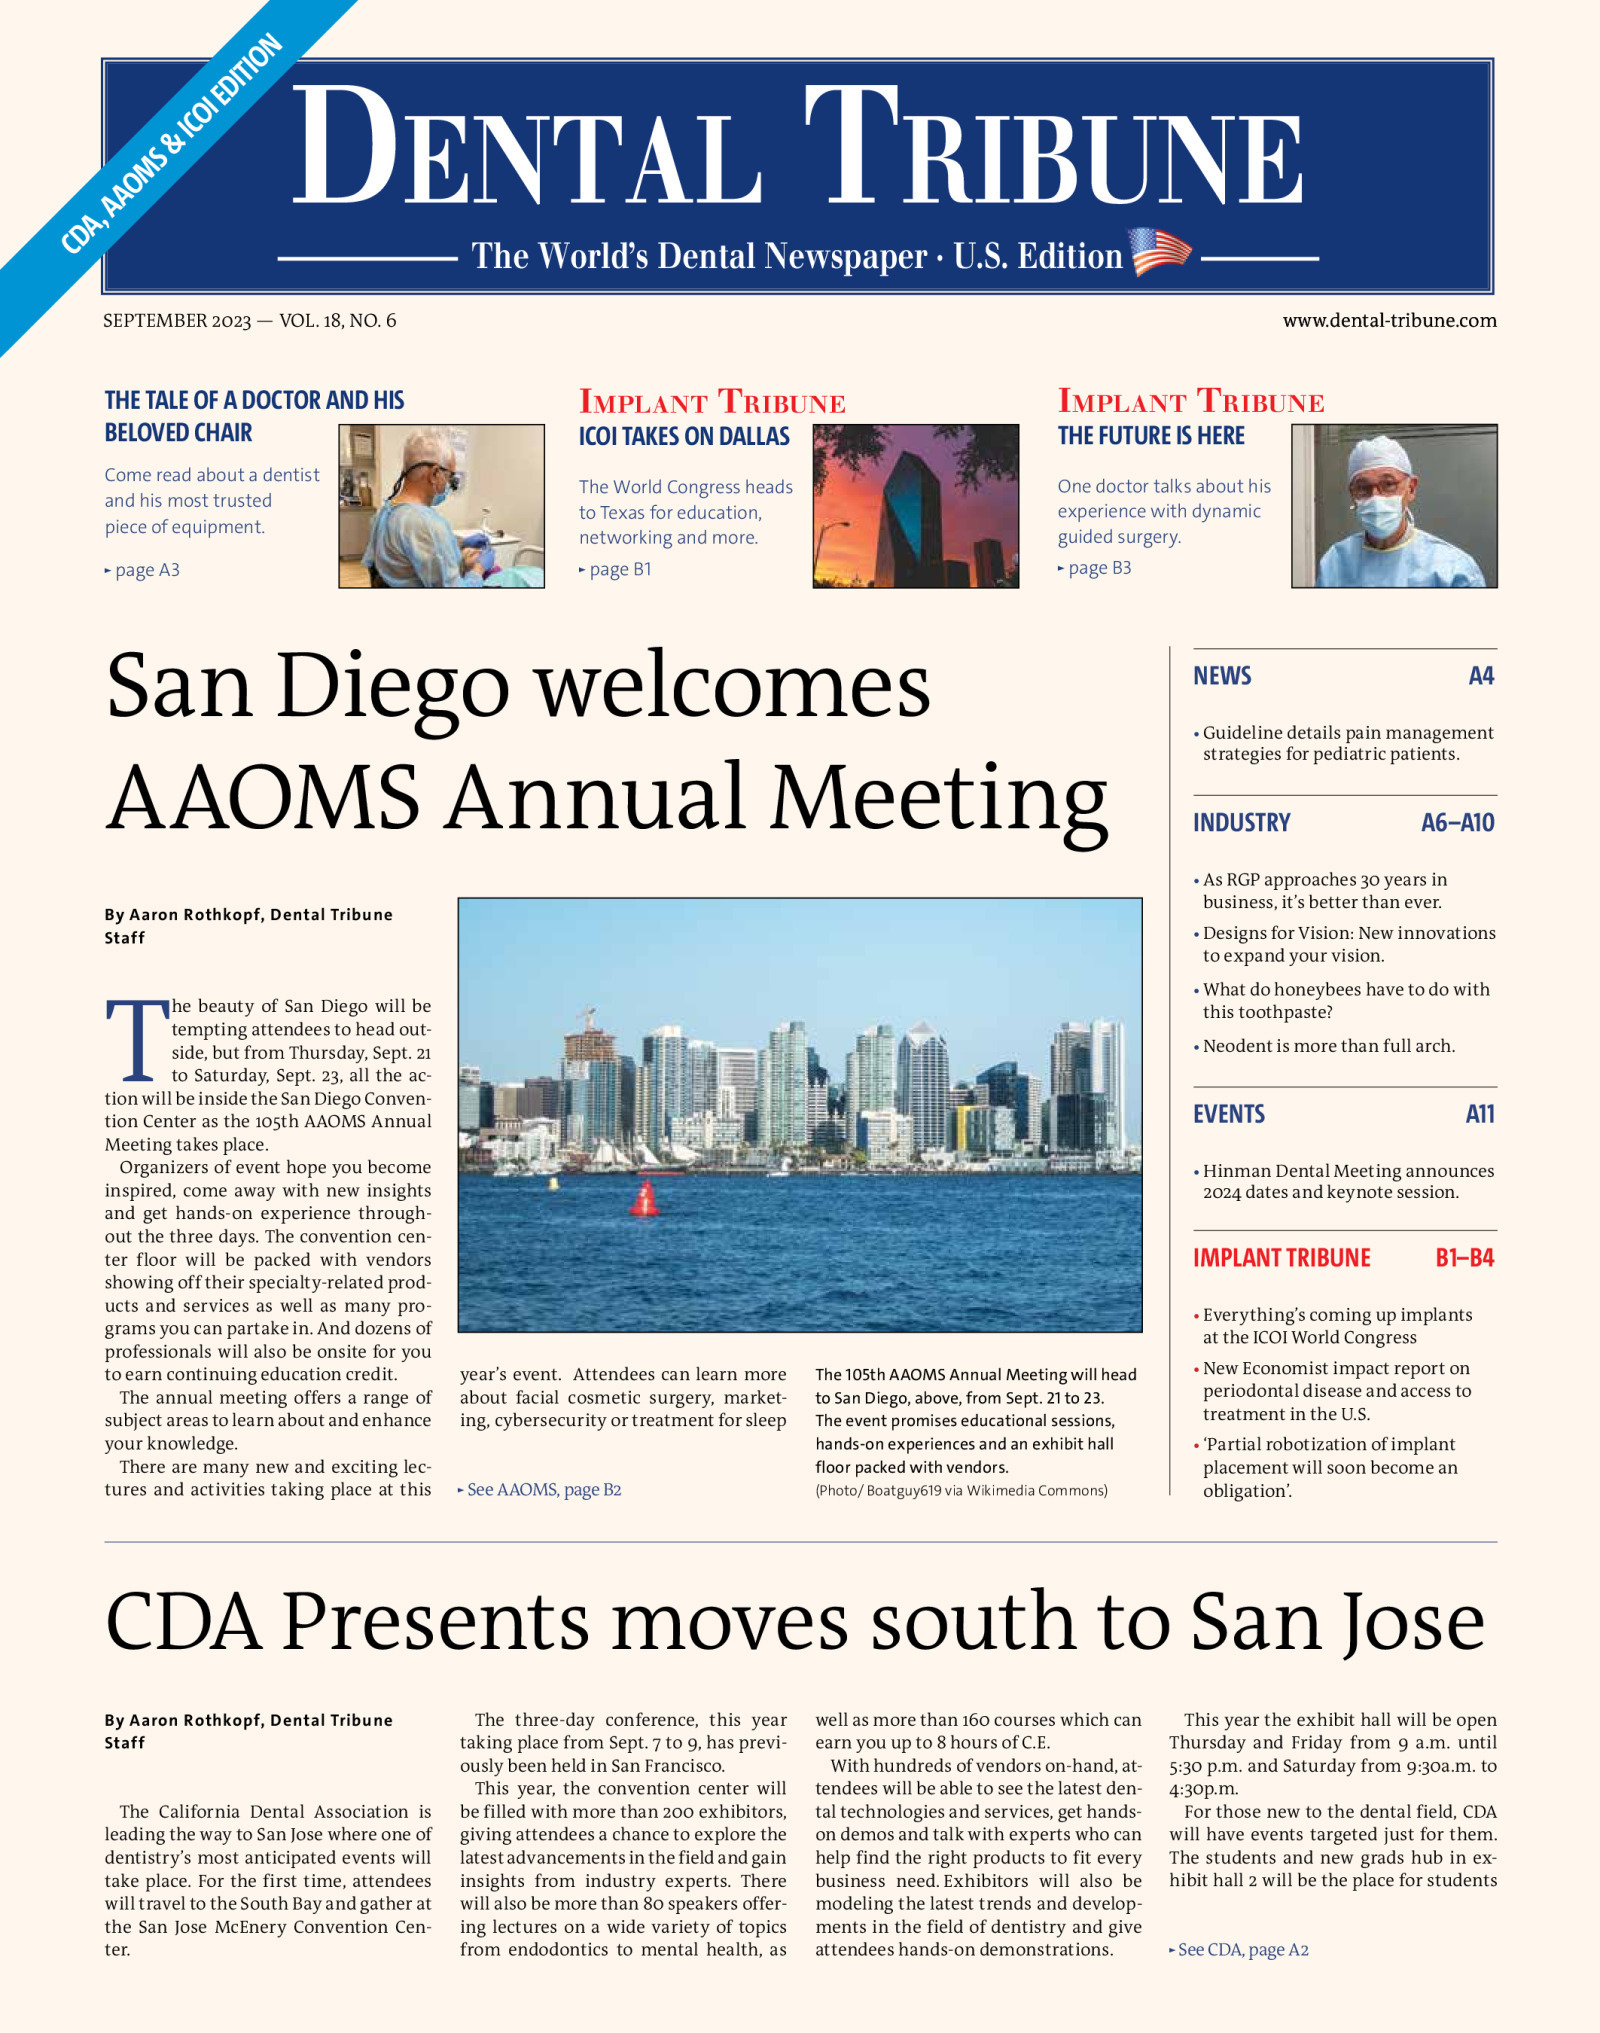 CDA, AAOMS & ICOI EDITION
DENTAL TRIBUNE
The World's Dental Newspaper · U.S. Edition
SEPTEMBER 2023 — VOL. 18, NO. 6
www.dental-tribune.com
THE TALE OF A DOCTOR AND HIS
BELOVED CHAIR
Come read about a dentist
and his most trusted
piece of equipment.
► page A3
IMPLANT TRIBUNE
ICOI TAKES ON DALLAS
The World Congress heads
to Texas for education,
networking and more.
► page B1
IMPLANT TRIBUNE
THE FUTURE IS HERE
One doctor talks about his
experience with dynamic
guided surgery.
► page B3
San Diego welcomes
AAOMS Annual Meeting
By Aaron Rothkopf, Dental Tribune
Staff
The beauty of San Diego will be
tempting attendees to head out-
side, but from Thursday, Sept. 21
to Saturday, Sept. 23, all the ac-
tion will be inside the San Diego Conven-
tion Center as the 105th AAOMS Annual
Meeting takes place.
Organizers of event hope you become
inspired, come away with new insights
and get hands-on experience through-
out the three days. The convention cen-
ter floor will be packed with vendors
showing off their specialty-related prod-
ucts and services as well as many pro-
grams you can partake in. And dozens of
professionals will also be onsite for you
to earn continuing education credit.
The annual meeting offers a range of
subject areas to learn about and enhance
your knowledge.
There are many new and exciting lec-
tures and activities taking place at this
year's event. Attendees can learn more
about facial cosmetic surgery, market-
ing, cybersecurity or treatment for sleep
► See AAOMS, page B2
The 105th AAOMS Annual Meeting will head
to San Diego, above, from Sept. 21 to 23.
The event promises educational sessions,
hands-on experiences and an exhibit hall
floor packed with vendors.
(Photo/ Boatguy619 via Wikimedia Commons)
NEWS A4
• Guideline details pain management
strategies for pediatric patients.
INDUSTRY A6–A10
• As RGP approaches 30 years in
business, it's better than ever.
• Designs for Vision: New innovations
to expand your vision.
• What do honeybees have to do with
this toothpaste?
• Neodent is more than full arch.
EVENTS A11
• Hinman Dental Meeting announces
2024 dates and keynote session.
IMPLANT TRIBUNE B1–B4
• Everything's coming up implants
at the ICOI World Congress
• New Economist impact report on
periodontal disease and access to
treatment in the U.S.
• 'Partial robotization of implant
placement will soon become an
obligation'.
CDA Presents moves south to San Jose
By Aaron Rothkopf, Dental Tribune
Staff
The California Dental Association is
leading the way to San Jose where one of
dentistry's most anticipated events will
take place. For the first time, attendees
will travel to the South Bay and gather at
the San Jose McEnery Convention Cen-
ter.
The three-day conference, this year
taking place from Sept. 7 to 9, has previ-
ously been held in San Francisco.
This year, the convention center will
be filled with more than 200 exhibitors,
giving attendees a chance to explore the
latest advancements in the field and gain
insights from industry experts. There
will also be more than 80 speakers offer-
ing lectures on a wide variety of topics
from endodontics to mental health, as
well as more than 160 courses which can
earn you up to 8 hours of C.E.
With hundreds of vendors on-hand, at-
tendees will be able to see the latest den-
tal technologies and services, get hands-
on demos and talk with experts who can
help find the right products to fit every
business need. Exhibitors will also be
modeling the latest trends and develop-
ments in the field of dentistry and give
attendees hands-on demonstrations.
This year the exhibit hall will be open
Thursday and Friday from 9 a.m. until
5:30 p.m. and Saturday from 9:30a.m. to
4:30p.m.
For those new to the dental field, CDA
will have events targeted just for them.
The students and new grads hub in ex-
hibit hall 2 will be the place for students
► See CDA, page A2